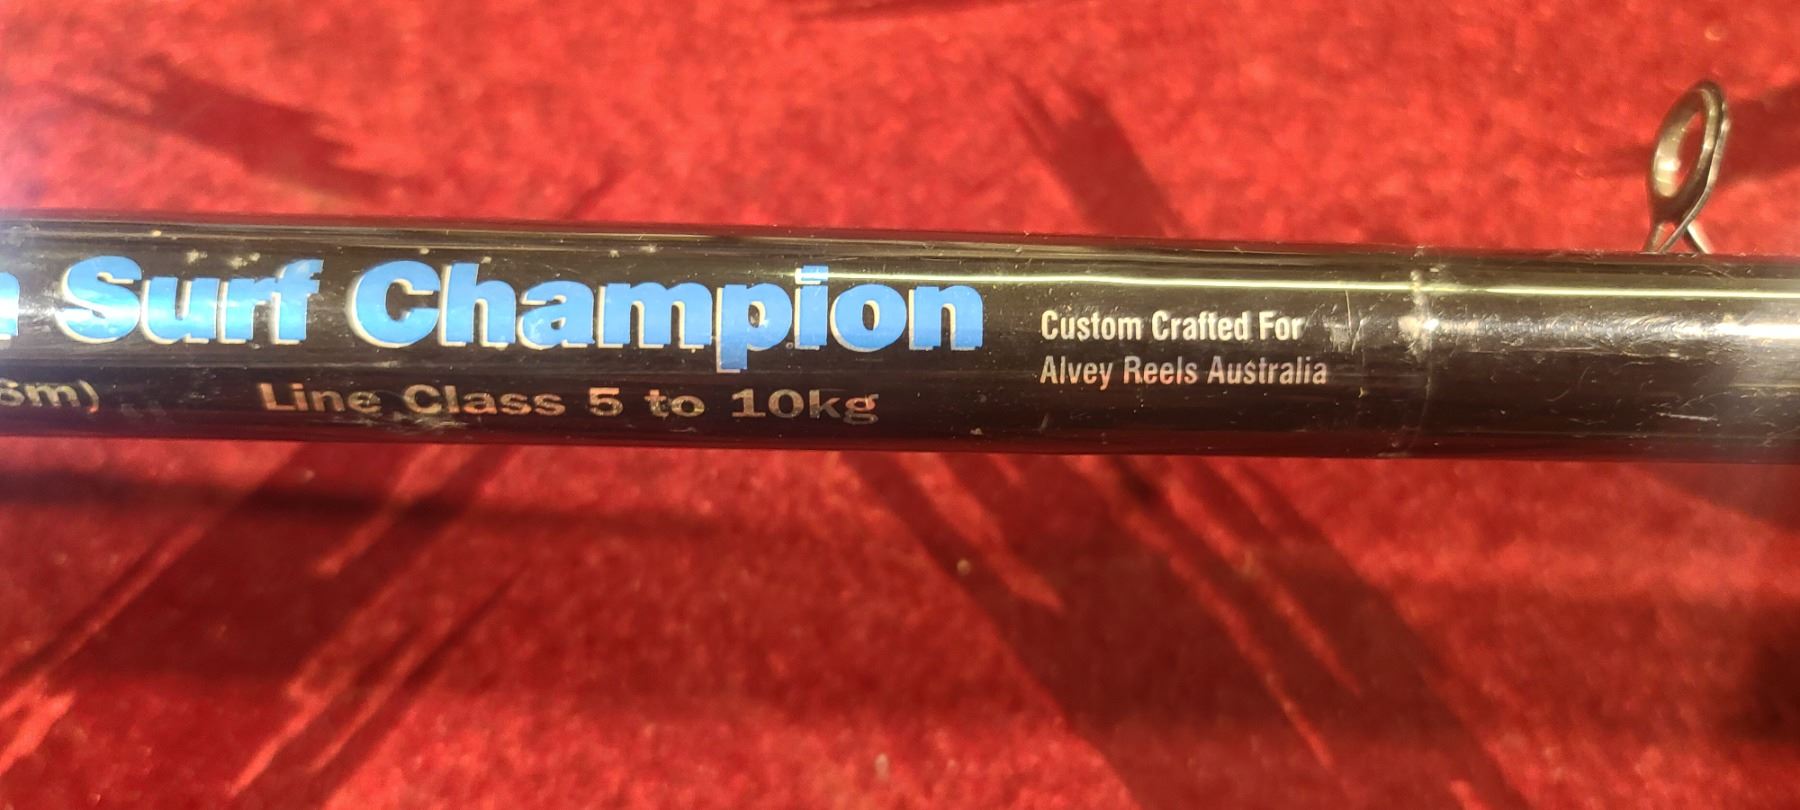 Surf Champion
Line Class 5 to 10kg
Custom Crafted For
Alvey Reels Australia